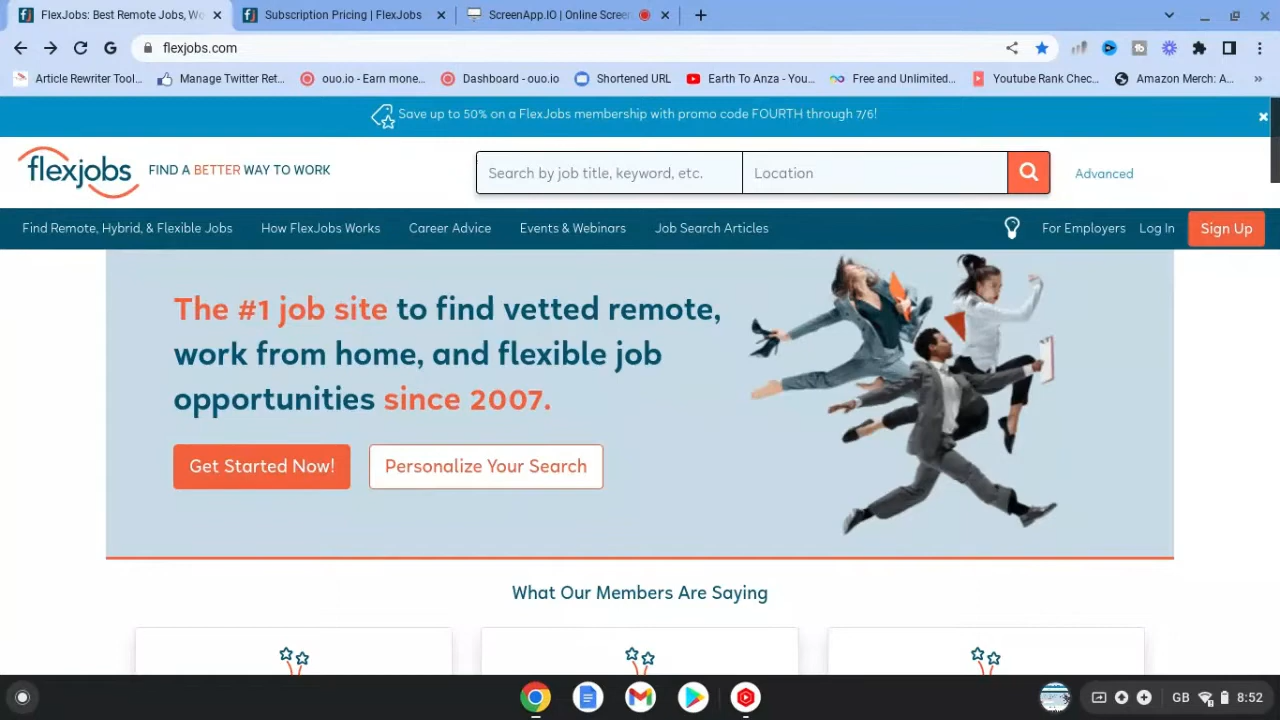 FlexJobs: Best Remote Jobs, Wo
Subscription Pricing | FlexJobs
ScreenApp.IO | Online Screen
flexjobs.com
Article Rewriter Tool...
Manage Twitter Ret...
ouo.io - Earn mone...
Dashboard - ouo.io
Shortened URL
Earth To Anza - You...
Free and Unlimited...
Youtube Rank Chec...
Amazon Merch: A...
Save up to 50% on a FlexJobs membership with promo code FOURTH through 7/6!
flexjobs
FIND A BETTER WAY TO WORK
Search by job title, keyword, etc.
Location
Advanced
Find Remote, Hybrid, & Flexible Jobs
How FlexJobs Works
Career Advice
Events & Webinars
Job Search Articles
For Employers
Log In
Sign Up
The #1 job site to find vetted remote,
work from home, and flexible job
opportunities since 2007.
Get Started Now!
Personalize Your Search
What Our Members Are Saying
GB
8:52